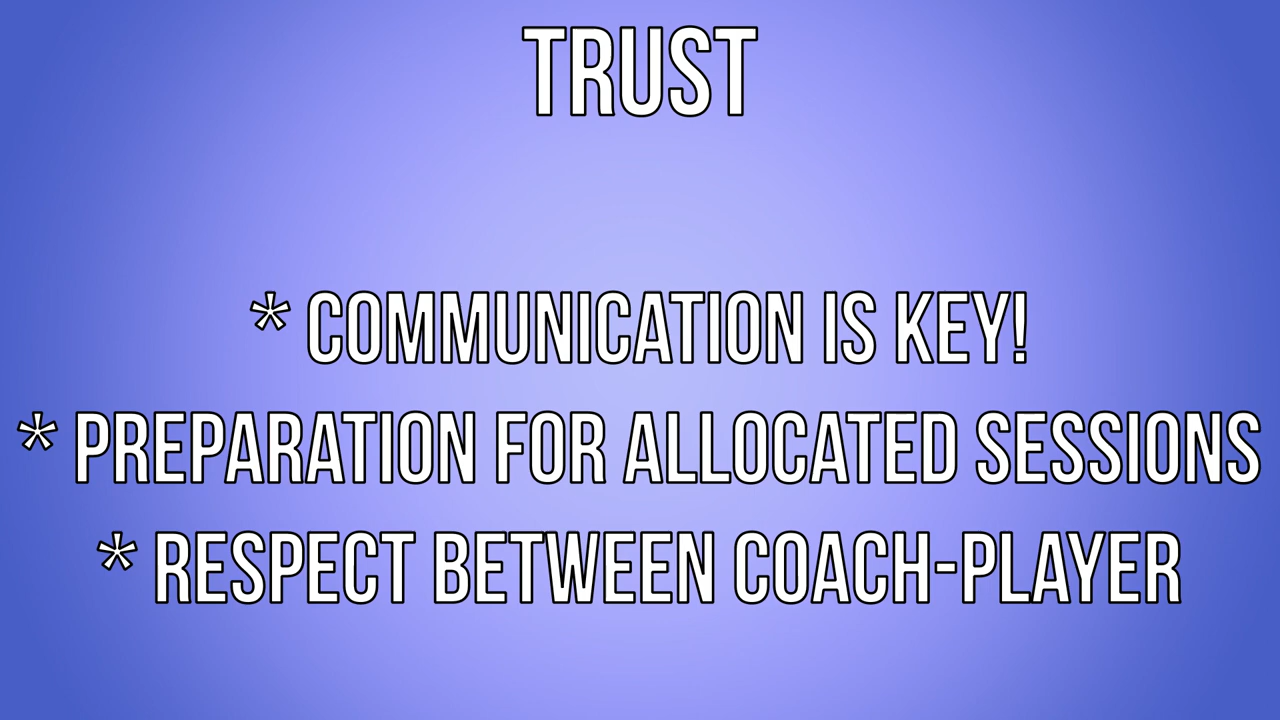 TRUST
* COMMUNICATION IS KEY!
* PREPARATION FOR ALLOCATED SESSIONS
* RESPECT BETWEEN COACH-PLAYER